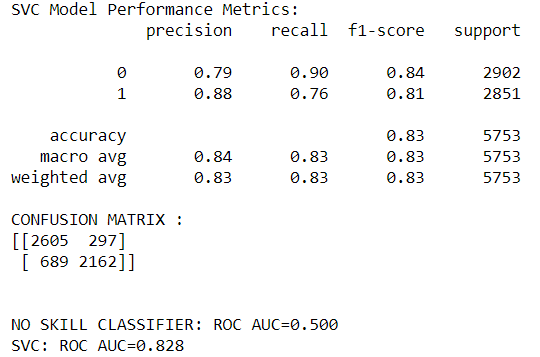 SVC Model Performance Metrics:
precision recall f1-score support
0 0.79 0.90 0.84 2902
1 0.88 0.76 0.81 2851
accuracy 0.83 5753
macro avg 0.84 0.83 0.83 5753
weighted avg 0.83 0.83 0.83 5753
CONFUSION MATRIX :
[[2605 297]
[ 689 2162]]
NO SKILL CLASSIFIER: ROC AUC=0.500
SVC: ROC AUC=0.828